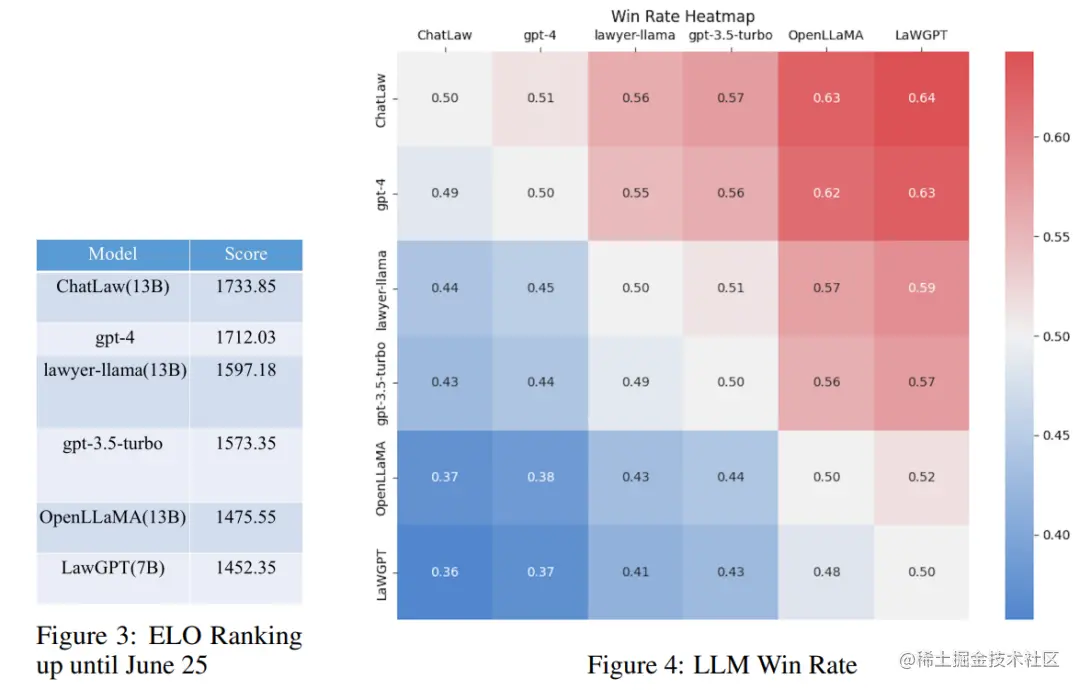 Model Score
ChatLaw(13B) 1733.85
gpt-4 1712.03
lawyer-llama(13B) 1597.18
gpt-3.5-turbo 1573.35
OpenLLaMA(13B) 1475.55
LawGPT(7B) 1452.35
Figure 3: ELO Ranking
up until June 25
Win Rate Heatmap
ChatLaw gpt-4 lawyer-llama gpt-3.5-turbo OpenLLaMA LaWGPT
ChatLaw 0.50 0.51 0.56 0.57 0.63 0.64
gpt-4 0.49 0.50 0.55 0.56 0.62 0.63
lawyer-llama 0.44 0.45 0.50 0.51 0.57 0.59
gpt-3.5-turbo 0.43 0.44 0.49 0.50 0.56 0.57
OpenLLaMA 0.37 0.38 0.43 0.44 0.50 0.52
LaWGPT 0.36 0.37 0.41 0.43 0.48 0.50
0.60
0.55
0.50
0.45
0.40
Figure 4: LLM Win Rate
@稀土掘金技术社区